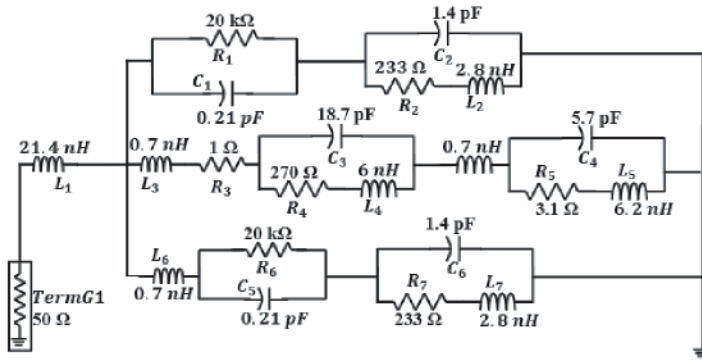 20 kΩ
R1
C1
0.21 pF
1.4 pF
C2
233 Ω
R2
2.8 nH
L2
21.4 nH
L1
0.7 nH
L3
1 Ω
R3
18.7 pF
C3
270 Ω
R4
6 nH
L4
0.7 nH
5.7 pF
C4
R5
3.1 Ω
L5
6.2 nH
L6
0.7 nH
20 kΩ
R6
C5
0.21 pF
1.4 pF
C6
R7
233 Ω
L7
2.8 nH
TermG1
50 Ω